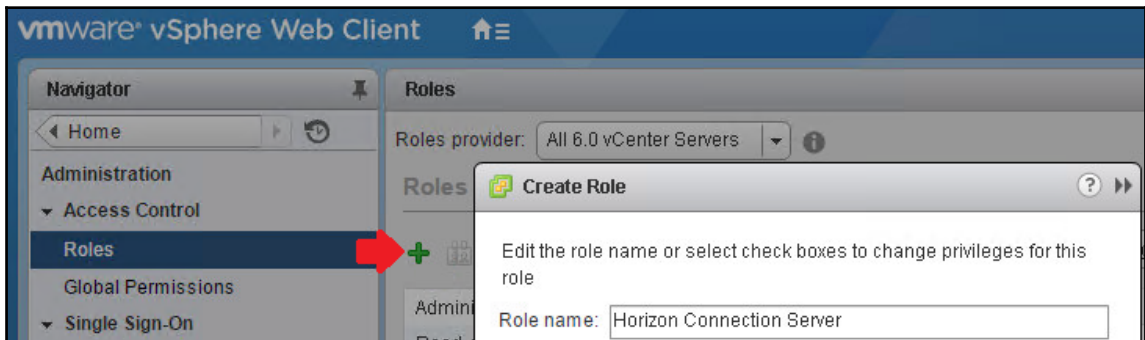 vmware® vSphere Web Client
Navigator
Roles
Home
Roles provider: All 6.0 vCenter Servers
Administration
Roles
Create Role
Access Control
Roles
Edit the role name or select check boxes to change privileges for this
role
Global Permissions
Admini
Role name: Horizon Connection Server
Single Sign-On